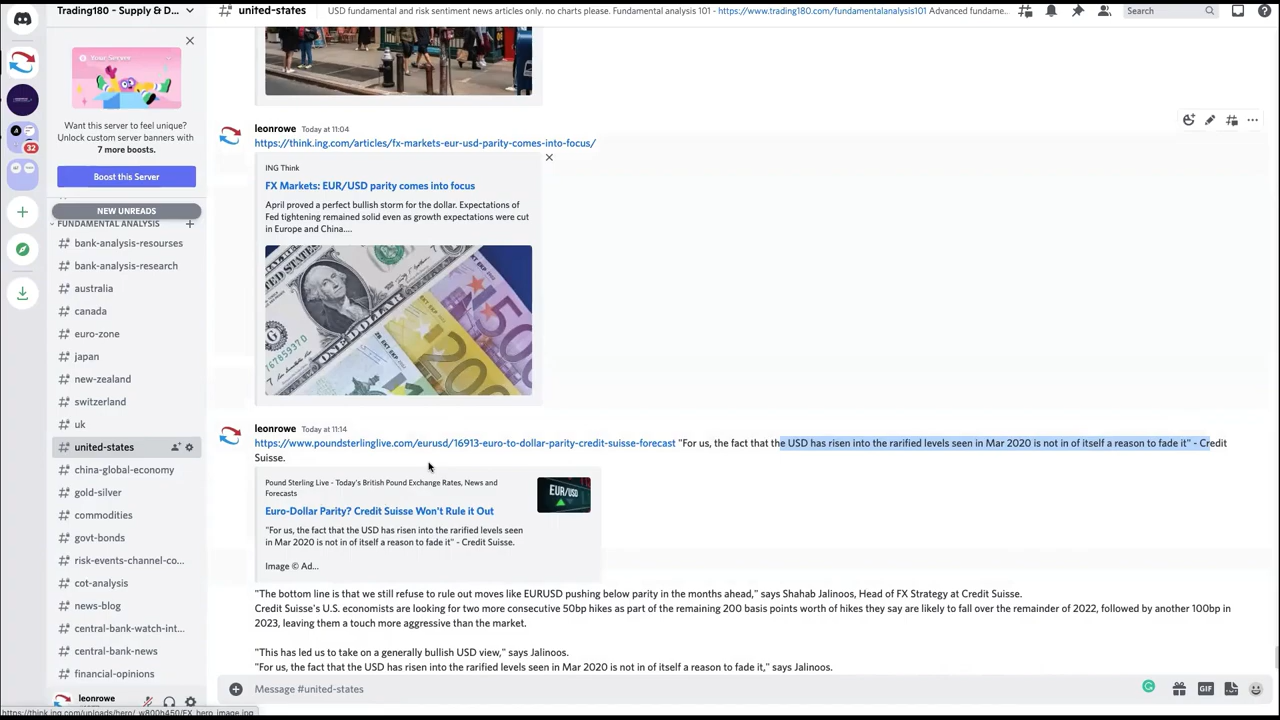 Trading180 - Supply & D...
# united-states
USD fundamental and risk sentiment news articles only. no charts please. Fundamental analysis 101 - https://www.trading180.com/fundamentalanalysis101 Advanced fundame...
Search
Your Server
Want this server to feel unique?
Unlock custom server banners with
7 more boosts.
Boost this Server
NEW UNREADS
FUNDAMENTAL ANALYSIS
# bank-analysis-resourses
# bank-analysis-research
# australia
# canada
# euro-zone
# japan
# new-zealand
# switzerland
# uk
# united-states
# china-global-economy
# gold-silver
# commodities
# govt-bonds
# risk-events-channel-co...
# cot-analysis
# news-blog
# central-bank-watch-int...
# central-bank-news
# financial-opinions
leonrowe
32
leonrowe Today at 11:04
https://think.ing.com/articles/fx-markets-eur-usd-parity-comes-into-focus/
ING Think
FX Markets: EUR/USD parity comes into focus
April proved a perfect bullish storm for the dollar. Expectations of
Fed tightening remained solid even as growth expectations were cut
in Europe and China....
leonrowe Today at 11:14
https://www.poundsterlinglive.com/eurusd/16913-euro-to-dollar-parity-credit-suisse-forecast "For us, the fact that the USD has risen into the rarified levels seen in Mar 2020 is not in of itself a reason to fade it" - Credit
Suisse.
Pound Sterling Live - Today's British Pound Exchange Rates, News and
Forecasts
EUR/USD
Euro-Dollar Parity? Credit Suisse Won't Rule it Out
"For us, the fact that the USD has risen into the rarified levels seen
in Mar 2020 is not in of itself a reason to fade it" - Credit Suisse.
Image © Ad...
"The bottom line is that we still refuse to rule out moves like EURUSD pushing below parity in the months ahead," says Shahab Jalinoos, Head of FX Strategy at Credit Suisse.
Credit Suisse's U.S. economists are looking for two more consecutive 50bp hikes as part of the remaining 200 basis points worth of hikes they say are likely to fall over the remainder of 2022, followed by another 100bp in
2023, leaving them a touch more aggressive than the market.
"This has led us to take on a generally bullish USD view," says Jalinoos.
"For us, the fact that the USD has risen into the rarified levels seen in Mar 2020 is not in of itself a reason to fade it," says Jalinoos.
Message #united-states
GIF
https://think.ing.com/uploads/hero/_w800h450/FX_hero_image.jpg